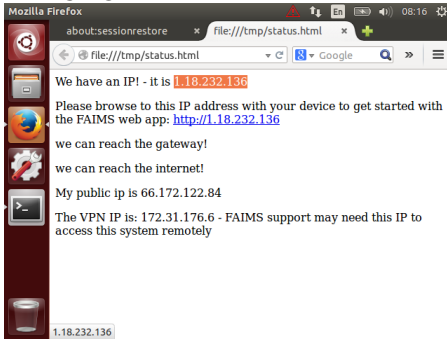 Mozilla Firefox
En
08:16
about:sessionrestore
file:///tmp/status.html
file:///tmp/status.html
Google
We have an IP! - it is 1.18.232.136
Please browse to this IP address with your device to get started with
the FAIMS web app: http://1.18.232.136
we can reach the gateway!
we can reach the internet!
My public ip is 66.172.122.84
The VPN IP is: 172.31.176.6 - FAIMS support may need this IP to
access this system remotely
1.18.232.136